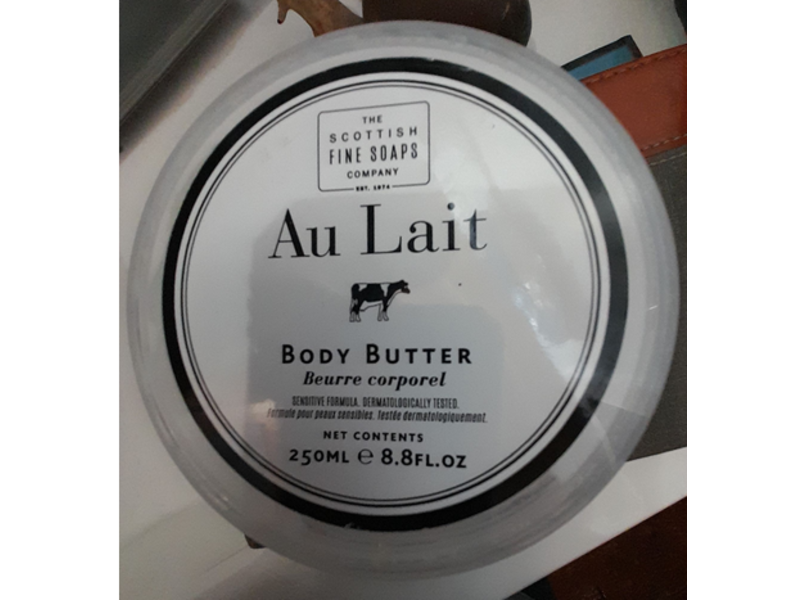 THE
SCOTTISH
FINE SOAPS
COMPANY
EST. 1974
Au Lait
BODY BUTTER
Beurre corporel
SENSITIVE FORMULA. DERMATOLOGICALLY TESTED.
Formule pour peaux sensibles. Testée dermatologiquement.
NET CONTENTS
250ML ℮ 8.8FL.OZ